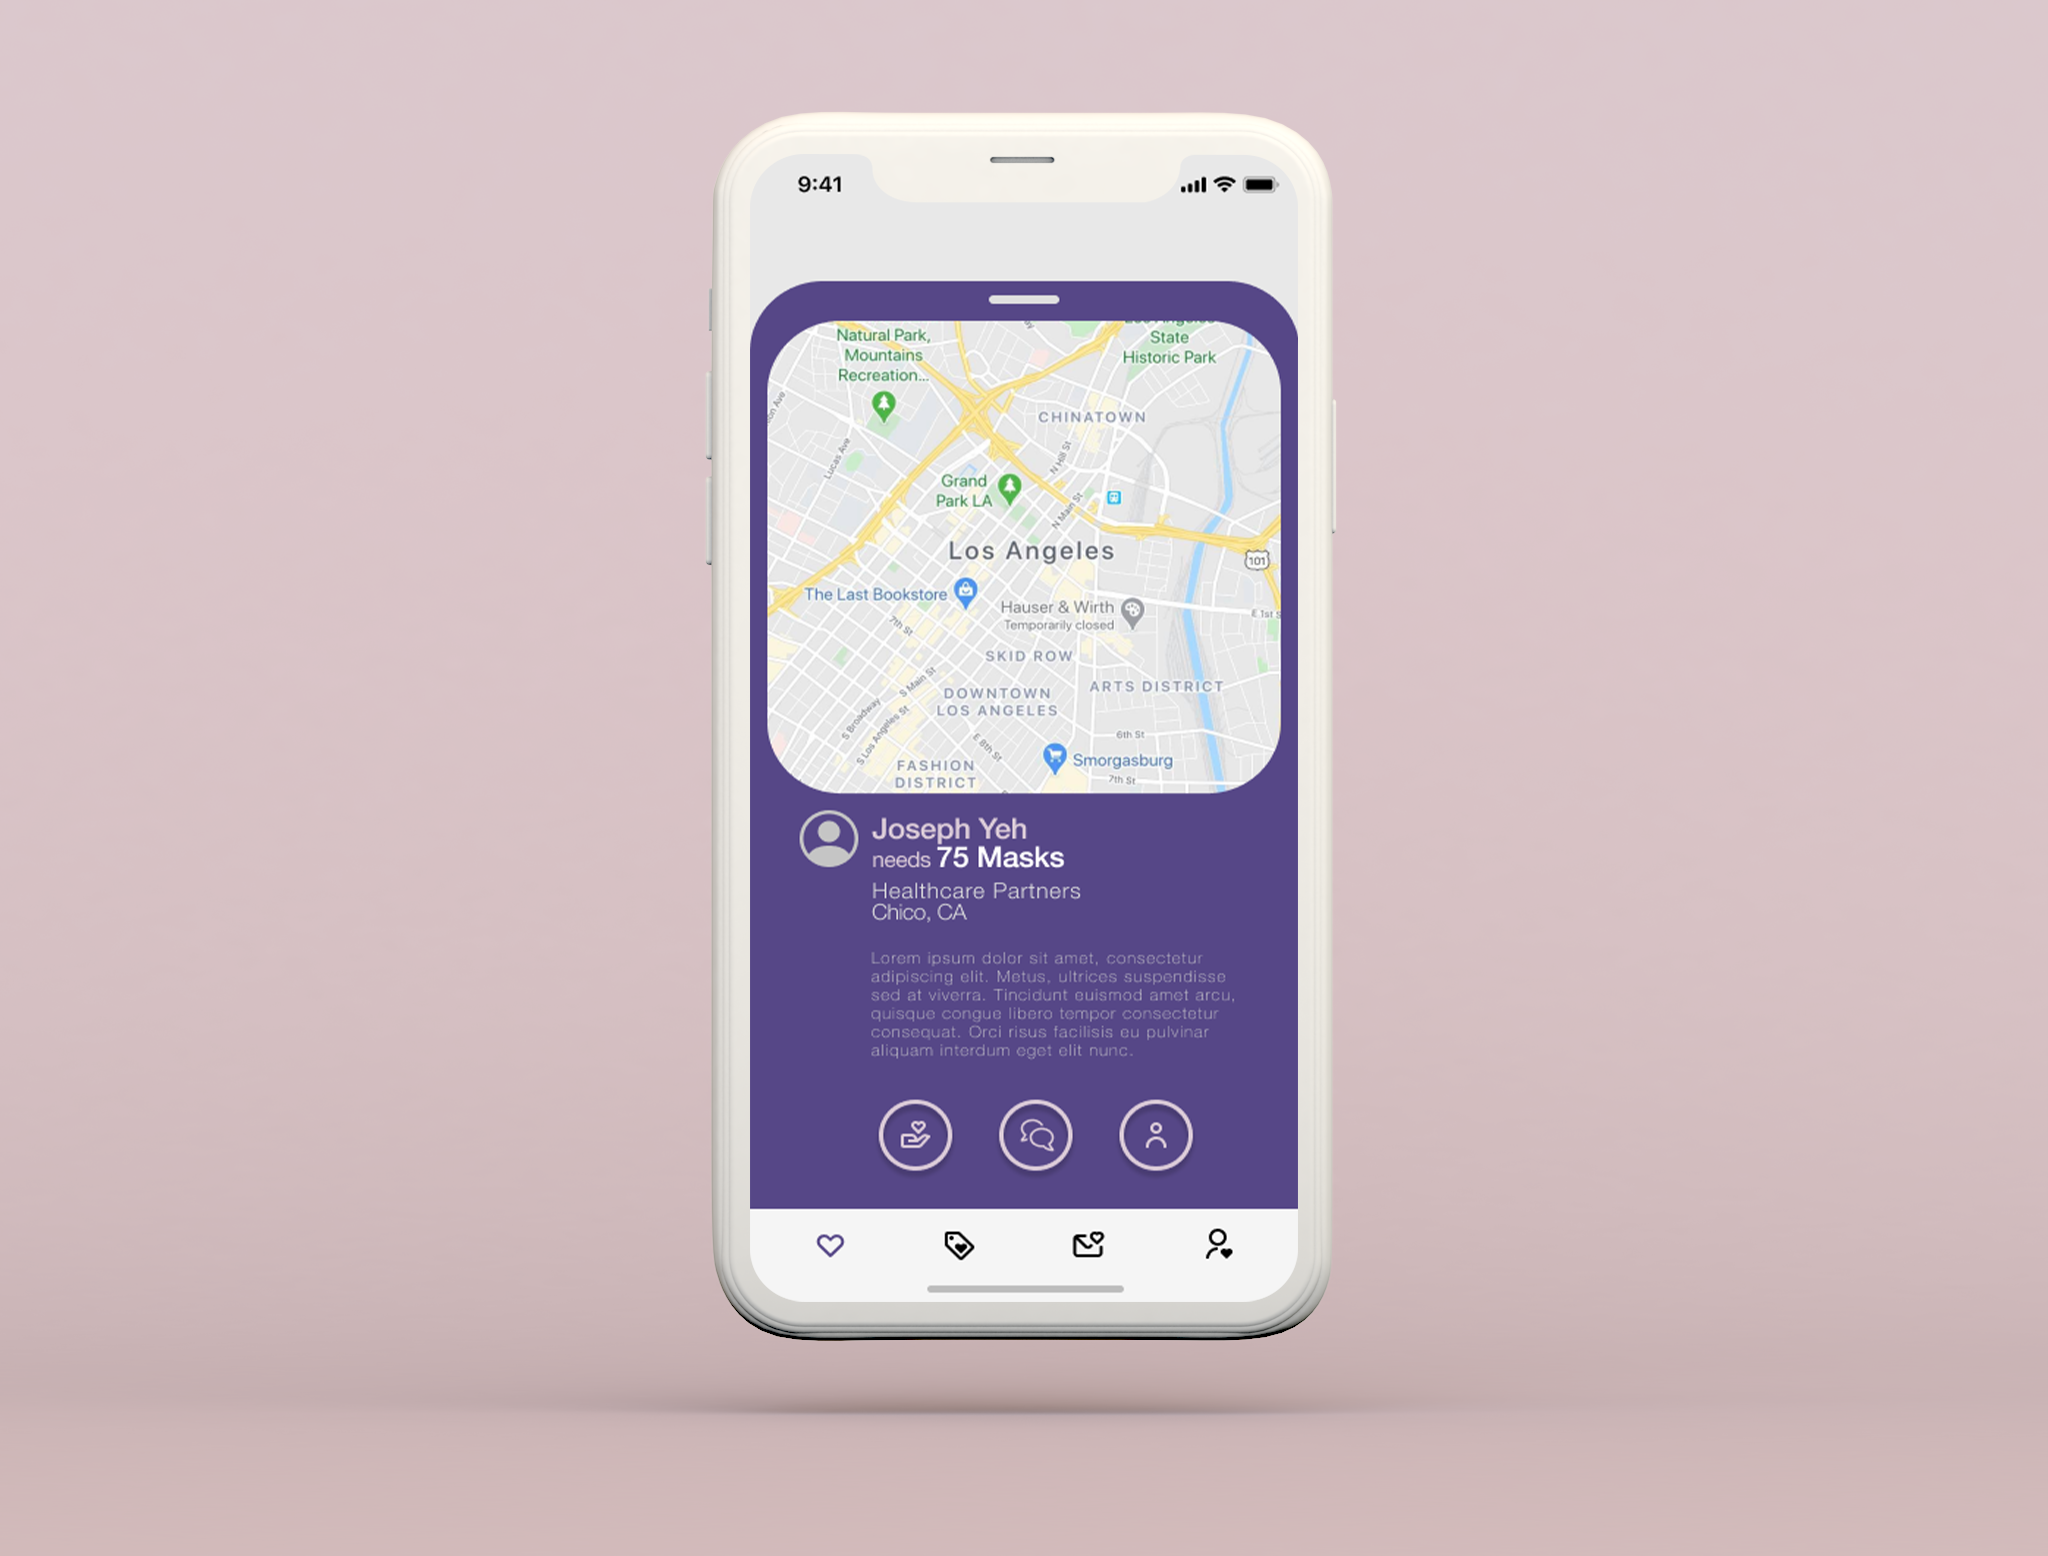 9:41
Natural Park,
Mountains
Recreation...
State
Historic Park
CHINATOWN
Lucas Ave
N Hill St
Grand
Park LA
N Main St
Los Angeles
101
The Last Bookstore
Hauser & Wirth
Temporarily closed
E 1st S
7th St
SKID ROW
S Main St
ARTS DISTRICT
DOWNTOWN
LOS ANGELES
S Broadway
S Los Angeles St
E 8th St
6th St
Smorgasburg
7th St
FASHION
DISTRICT
Joseph Yeh
needs 75 Masks
Healthcare Partners
Chico, CA
Lorem ipsum dolor sit amet, consectetur
adipiscing elit. Metus, ultrices suspendisse
sed at viverra. Tincidunt euismod amet arcu,
quisque congue libero tempor consectetur
consequat. Orci risus facilisis eu pulvinar
aliquam interdum eget elit nunc.